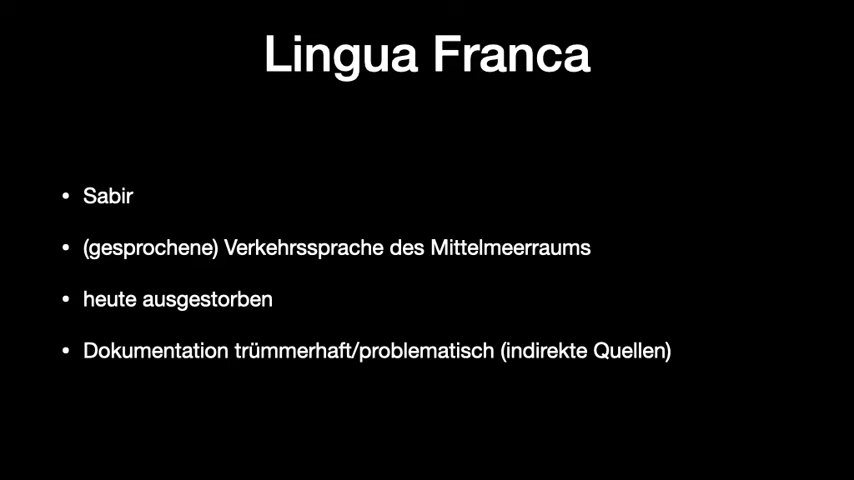 Lingua Franca
• Sabir
• (gesprochene) Verkehrssprache des Mittelmeerraums
• heute ausgestorben
• Dokumentation trümmerhaft/problematisch (indirekte Quellen)